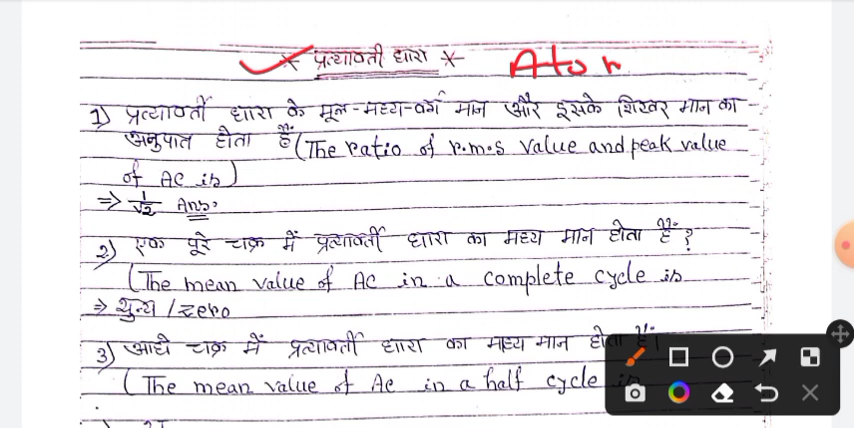 * प्रत्यावर्ती धारा * Atom
1) प्रत्यावर्ती धारा के मूल-मध्य-वर्ग मान और इसके शिखर मान का
अनुपात होता है (The ratio of r.m.s value and peak value
of AC is)
⇒ 1/√2 Ans.
2) एक पूरे चक्र में प्रत्यावर्ती धारा का मध्य मान होता है?
(The mean value of AC in a complete cycle is
⇒ शुन्य / zero
3) आधे चक्र में प्रत्यावर्ती धारा का माध्य मान होता है।
(The mean value of AC in a half cycle is